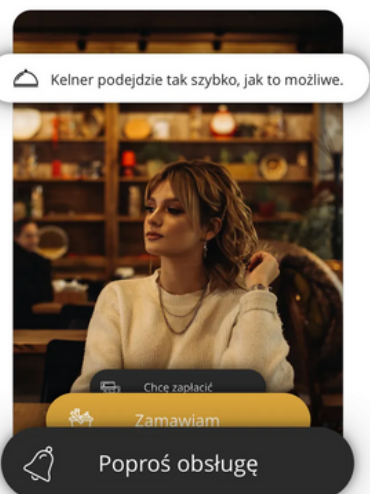 Kelner podejdzie tak szybko, jak to możliwe.
Chcę zapłacić
Zamawiam
Poproś obsługę